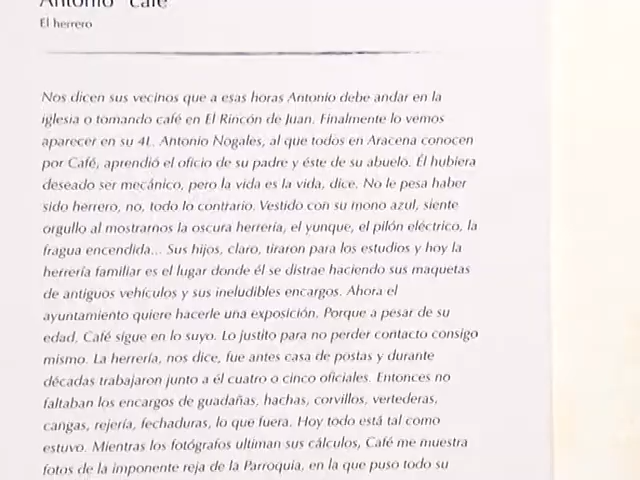 Antonio "Café"
El herrero
Nos dicen sus vecinos que a esas horas Antonio debe andar en la
iglesia o tomando café en El Rincón de Juan. Finalmente lo vemos
aparecer en su 4L. Antonio Nogales, al que todos en Aracena conocen
por Café, aprendió el oficio de su padre y éste de su abuelo. Él hubiera
deseado ser mecánico, pero la vida es la vida, dice. No le pesa haber
sido herrero, no, todo lo contrario. Vestido con su mono azul, siente
orgullo al mostrarnos la oscura herrería, el yunque, el pilón eléctrico, la
fragua encendida... Sus hijos, claro, tiraron para los estudios y hoy la
herrería familiar es el lugar donde él se distrae haciendo sus maquetas
de antiguos vehículos y sus ineludibles encargos. Ahora el
ayuntamiento quiere hacerle una exposición. Porque a pesar de su
edad, Café sigue en lo suyo. Lo justito para no perder contacto consigo
mismo. La herrería, nos dice, fue antes casa de postas y durante
décadas trabajaron junto a él cuatro o cinco oficiales. Entonces no
faltaban los encargos de guadañas, hachas, corvillos, vertederas,
cangas, rejería, fechaduras, lo que fuera. Hoy todo está tal como
estuvo. Mientras los fotógrafos ultiman sus cálculos, Café me muestra
fotos de la imponente reja de la Parroquia, en la que puso todo su